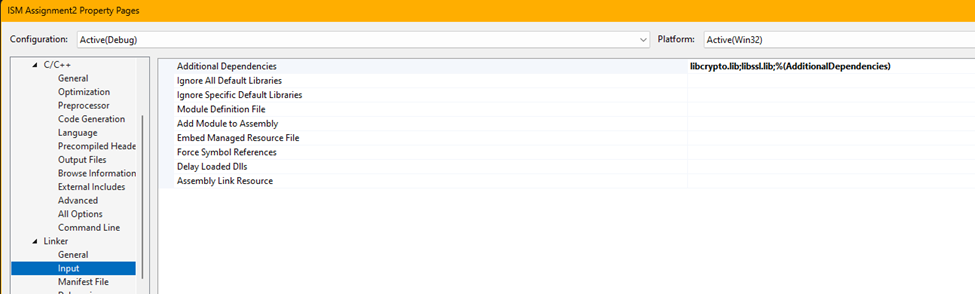 ISM Assignment2 Property Pages
Configuration: Active(Debug) Platform: Active(Win32)
C/C++
General
Optimization
Preprocessor
Code Generation
Language
Precompiled Heade
Output Files
Browse Information
External Includes
Advanced
All Options
Command Line
Linker
General
Input
Manifest File
Additional Dependencies libcrypto.lib;libssl.lib;%(AdditionalDependencies)
Ignore All Default Libraries
Ignore Specific Default Libraries
Module Definition File
Add Module to Assembly
Embed Managed Resource File
Force Symbol References
Delay Loaded Dlls
Assembly Link Resource